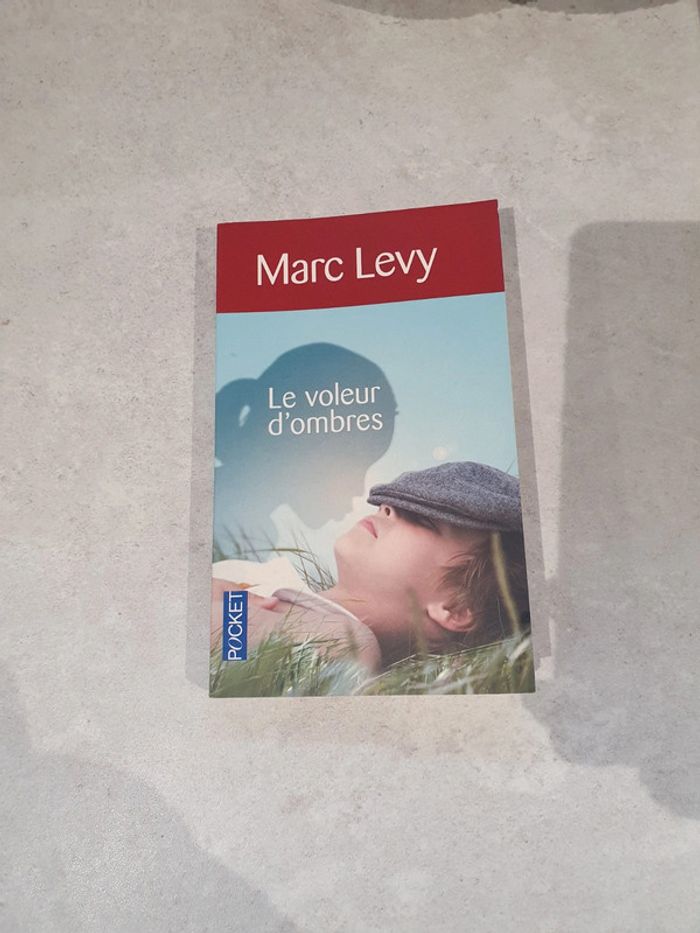 Marc Levy
Le voleur
d'ombres
POCKET